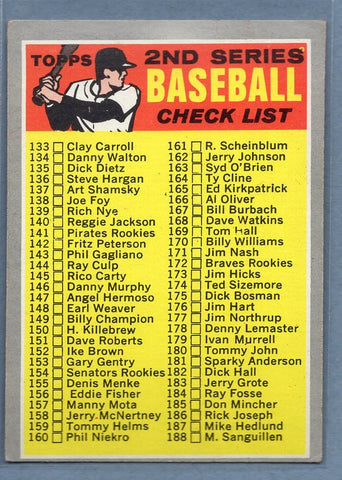 TOPPS
2ND SERIES
BASEBALL
CHECK LIST
133 Clay Carroll
134 Danny Walton
135 Dick Dietz
136 Steve Hargan
137 Art Shamsky
138 Joe Foy
139 Rich Nye
140 Reggie Jackson
141 Pirates Rookies
142 Fritz Peterson
143 Phil Gagliano
144 Ray Culp
145 Rico Carty
146 Danny Murphy
147 Angel Hermoso
148 Earl Weaver
149 Billy Champion
150 H. Killebrew
151 Dave Roberts
152 Ike Brown
153 Gary Gentry
154 Senators Rookies
155 Denis Menke
156 Eddie Fisher
157 Manny Mota
158 Jerry McNertney
159 Tommy Helms
160 Phil Niekro
161 R. Scheinblum
162 Jerry Johnson
163 Syd O'Brien
164 Ty Cline
165 Ed Kirkpatrick
166 Al Oliver
167 Bill Burbach
168 Dave Watkins
169 Tom Hall
170 Billy Williams
171 Jim Nash
172 Braves Rookies
173 Jim Hicks
174 Ted Sizemore
175 Dick Bosman
176 Jim Hart
177 Jim Northrup
178 Denny Lemaster
179 Ivan Murrell
180 Tommy John
181 Sparky Anderson
182 Dick Hall
183 Jerry Grote
184 Ray Fosse
185 Don Mincher
186 Rick Joseph
187 Mike Hedlund
188 M. Sanguillen